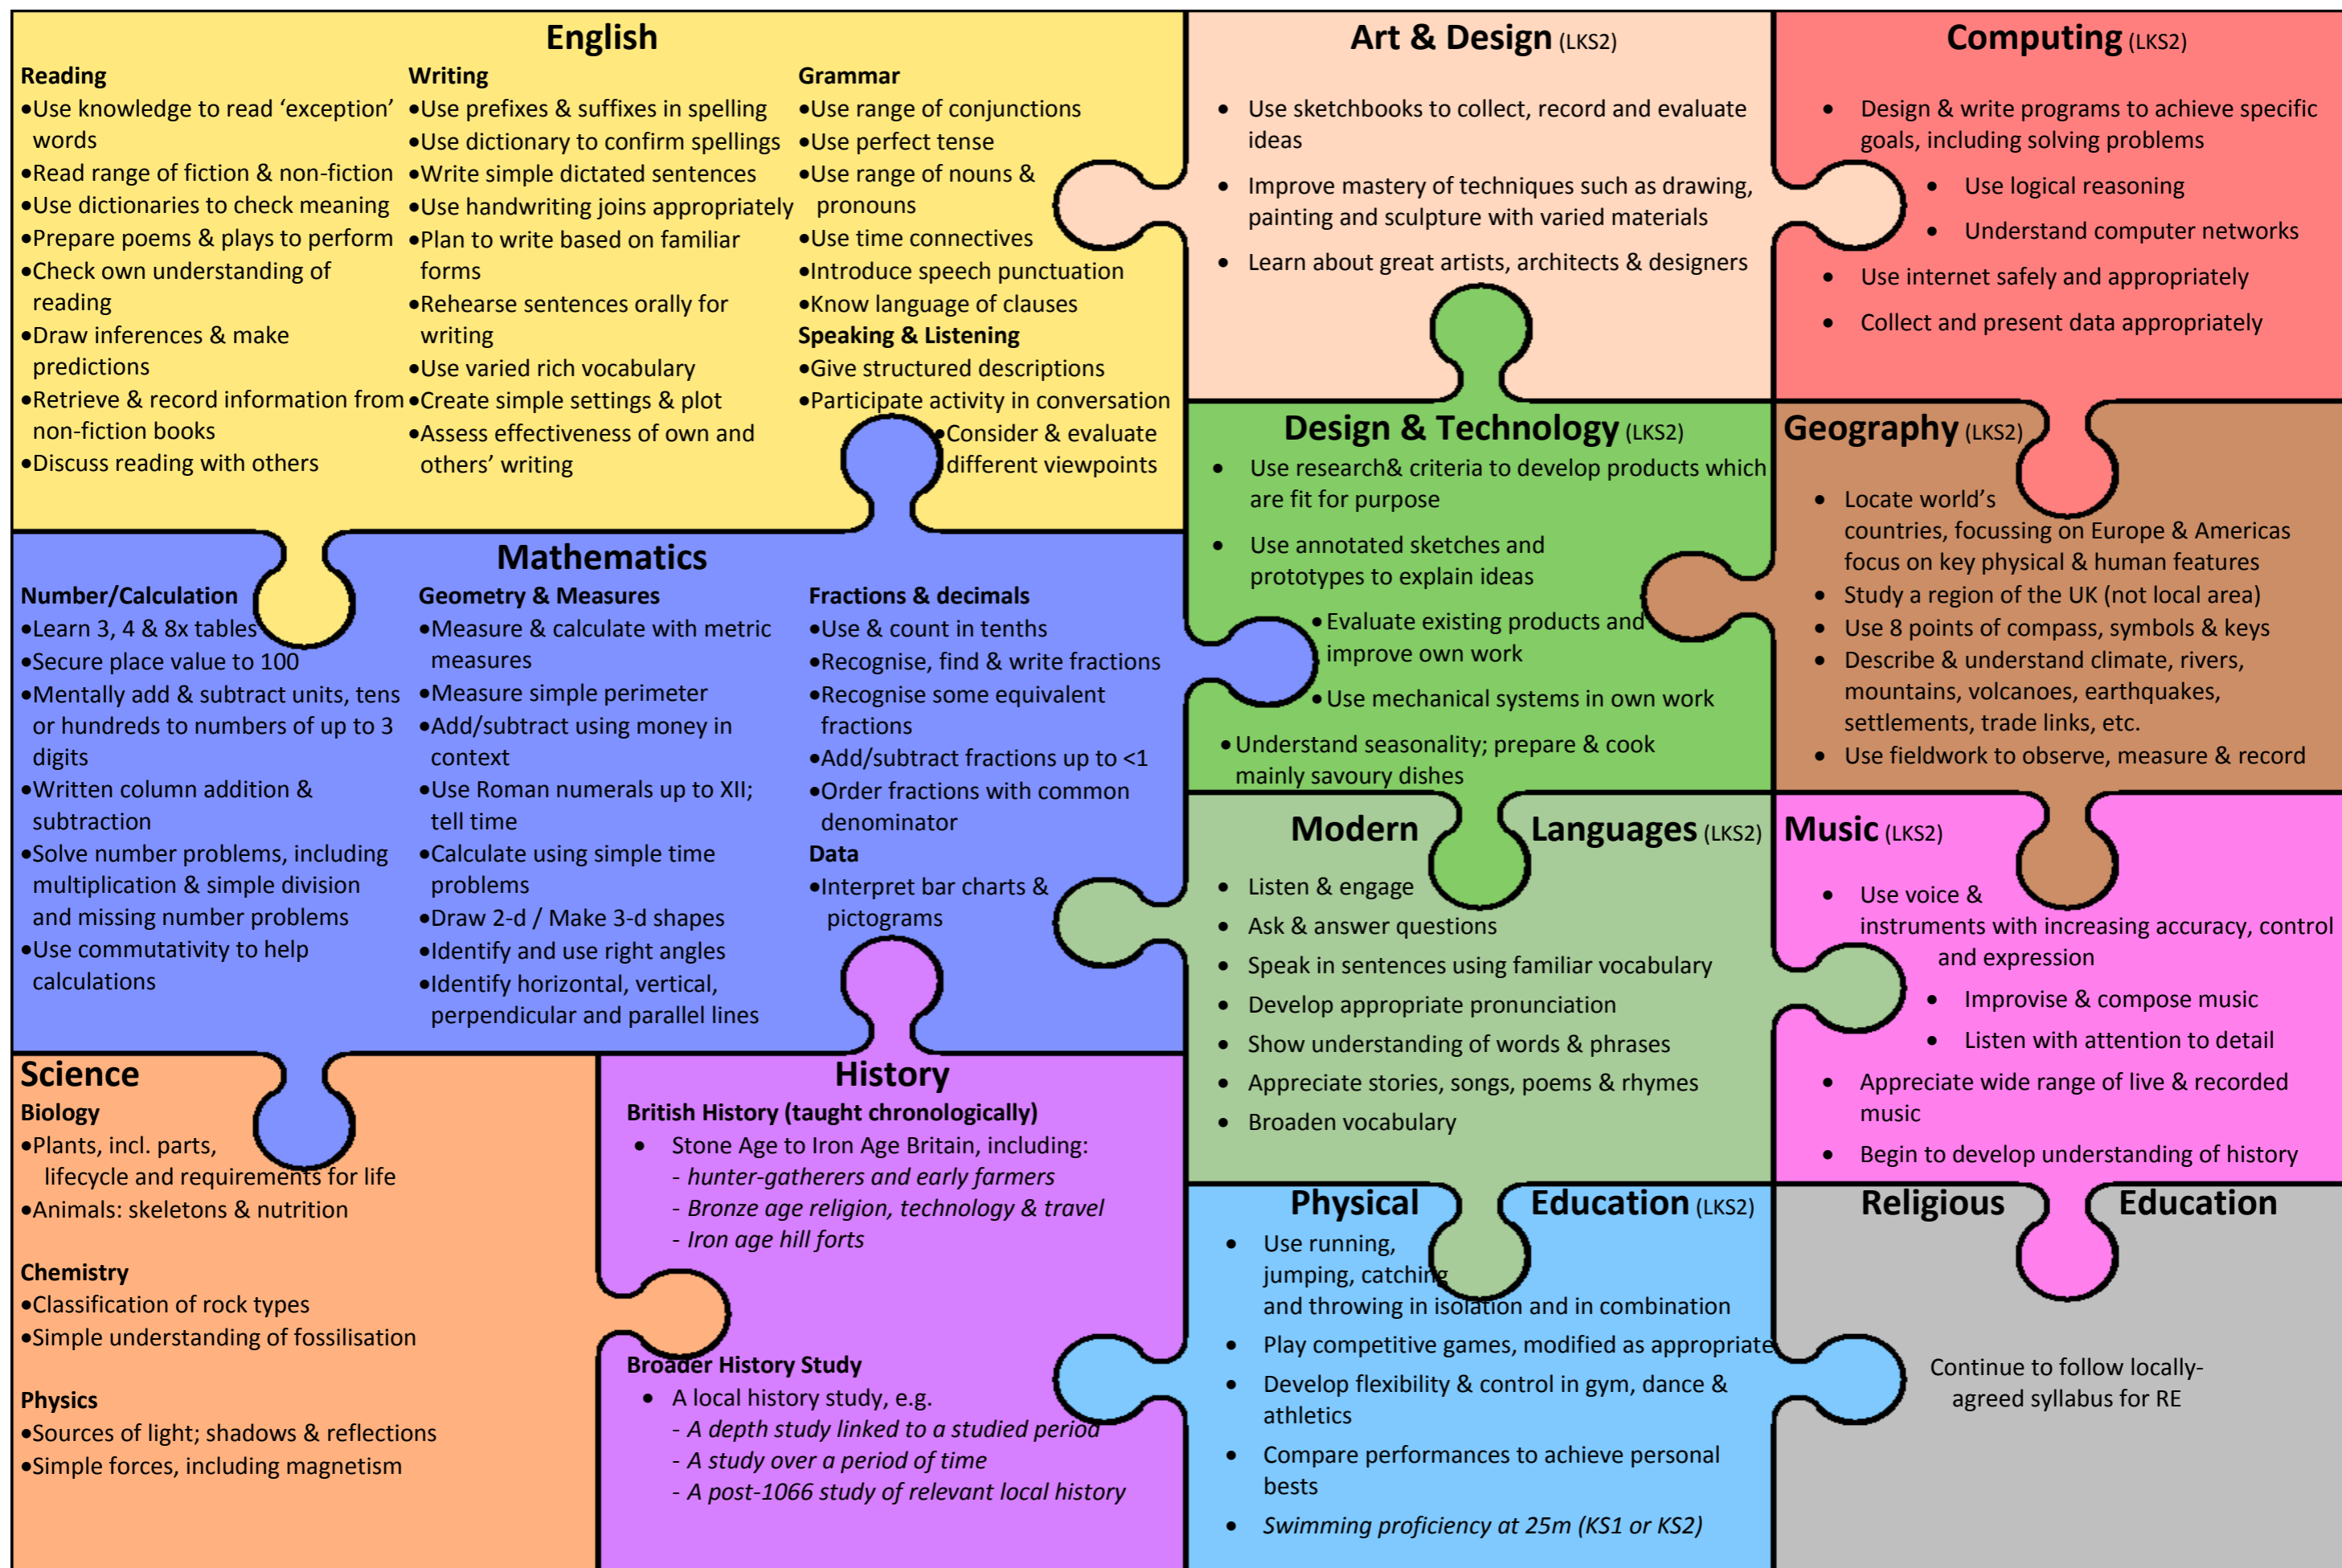 English
Reading
•Use knowledge to read ‘exception’
words
•Read range of fiction & non-fiction
•Use dictionaries to check meaning
•Prepare poems & plays to perform
•Check own understanding of
reading
•Draw inferences & make
predictions
•Retrieve & record information from
non-fiction books
•Discuss reading with others
Writing
•Use prefixes & suffixes in spelling
•Use dictionary to confirm spellings
•Write simple dictated sentences
•Use handwriting joins appropriately
•Plan to write based on familiar
forms
•Rehearse sentences orally for
writing
•Use varied rich vocabulary
•Create simple settings & plot
•Assess effectiveness of own and
others’ writing
Grammar
•Use range of conjunctions
•Use perfect tense
•Use range of nouns &
pronouns
•Use time connectives
•Introduce speech punctuation
•Know language of clauses
Speaking & Listening
•Give structured descriptions
•Participate activity in conversation
•Consider & evaluate
different viewpoints
Art & Design (LKS2)
• Use sketchbooks to collect, record and evaluate
ideas
• Improve mastery of techniques such as drawing,
painting and sculpture with varied materials
• Learn about great artists, architects & designers
Computing (LKS2)
• Design & write programs to achieve specific
goals, including solving problems
• Use logical reasoning
• Understand computer networks
• Use internet safely and appropriately
• Collect and present data appropriately
Mathematics
Number/Calculation
•Learn 3, 4 & 8x tables
•Secure place value to 100
•Mentally add & subtract units, tens
or hundreds to numbers of up to 3
digits
•Written column addition &
subtraction
•Solve number problems, including
multiplication & simple division
and missing number problems
•Use commutativity to help
calculations
Geometry & Measures
•Measure & calculate with metric
measures
•Measure simple perimeter
•Add/subtract using money in
context
•Use Roman numerals up to XII;
tell time
•Calculate using simple time
problems
•Draw 2-d / Make 3-d shapes
•Identify and use right angles
•Identify horizontal, vertical,
perpendicular and parallel lines
Fractions & decimals
•Use & count in tenths
•Recognise, find & write fractions
•Recognise some equivalent
fractions
•Add/subtract fractions up to <1
•Order fractions with common
denominator
Data
•Interpret bar charts &
pictograms
Design & Technology (LKS2)
• Use research& criteria to develop products which
are fit for purpose
• Use annotated sketches and
prototypes to explain ideas
•Evaluate existing products and
improve own work
•Use mechanical systems in own work
•Understand seasonality; prepare & cook
mainly savoury dishes
Geography (LKS2)
• Locate world’s
countries, focussing on Europe & Americas
focus on key physical & human features
• Study a region of the UK (not local area)
• Use 8 points of compass, symbols & keys
• Describe & understand climate, rivers,
mountains, volcanoes, earthquakes,
settlements, trade links, etc.
• Use fieldwork to observe, measure & record
Modern Languages (LKS2)
• Listen & engage
• Ask & answer questions
• Speak in sentences using familiar vocabulary
• Develop appropriate pronunciation
• Show understanding of words & phrases
• Appreciate stories, songs, poems & rhymes
• Broaden vocabulary
Music (LKS2)
• Use voice &
instruments with increasing accuracy, control
and expression
• Improvise & compose music
• Listen with attention to detail
• Appreciate wide range of live & recorded
music
• Begin to develop understanding of history
Science
Biology
•Plants, incl. parts,
lifecycle and requirements for life
•Animals: skeletons & nutrition
Chemistry
•Classification of rock types
•Simple understanding of fossilisation
Physics
•Sources of light; shadows & reflections
•Simple forces, including magnetism
History
British History (taught chronologically)
• Stone Age to Iron Age Britain, including:
- hunter-gatherers and early farmers
- Bronze age religion, technology & travel
- Iron age hill forts
Broader History Study
• A local history study, e.g.
- A depth study linked to a studied period
- A study over a period of time
- A post-1066 study of relevant local history
Physical Education (LKS2)
• Use running,
jumping, catching
and throwing in isolation and in combination
• Play competitive games, modified as appropriate
• Develop flexibility & control in gym, dance &
athletics
• Compare performances to achieve personal
bests
• Swimming proficiency at 25m (KS1 or KS2)
Religious Education
Continue to follow locally-
agreed syllabus for RE